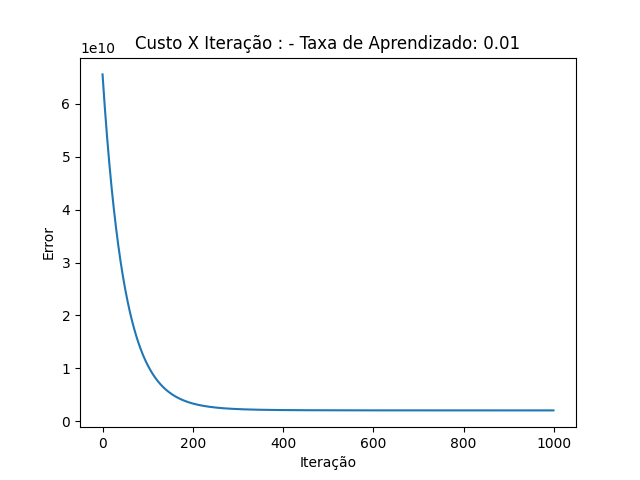 Custo X Iteração : - Taxa de Aprendizado: 0.01
1e10
6
5
4
3
2
1
0
Error
0 200 400 600 800 1000
Iteração